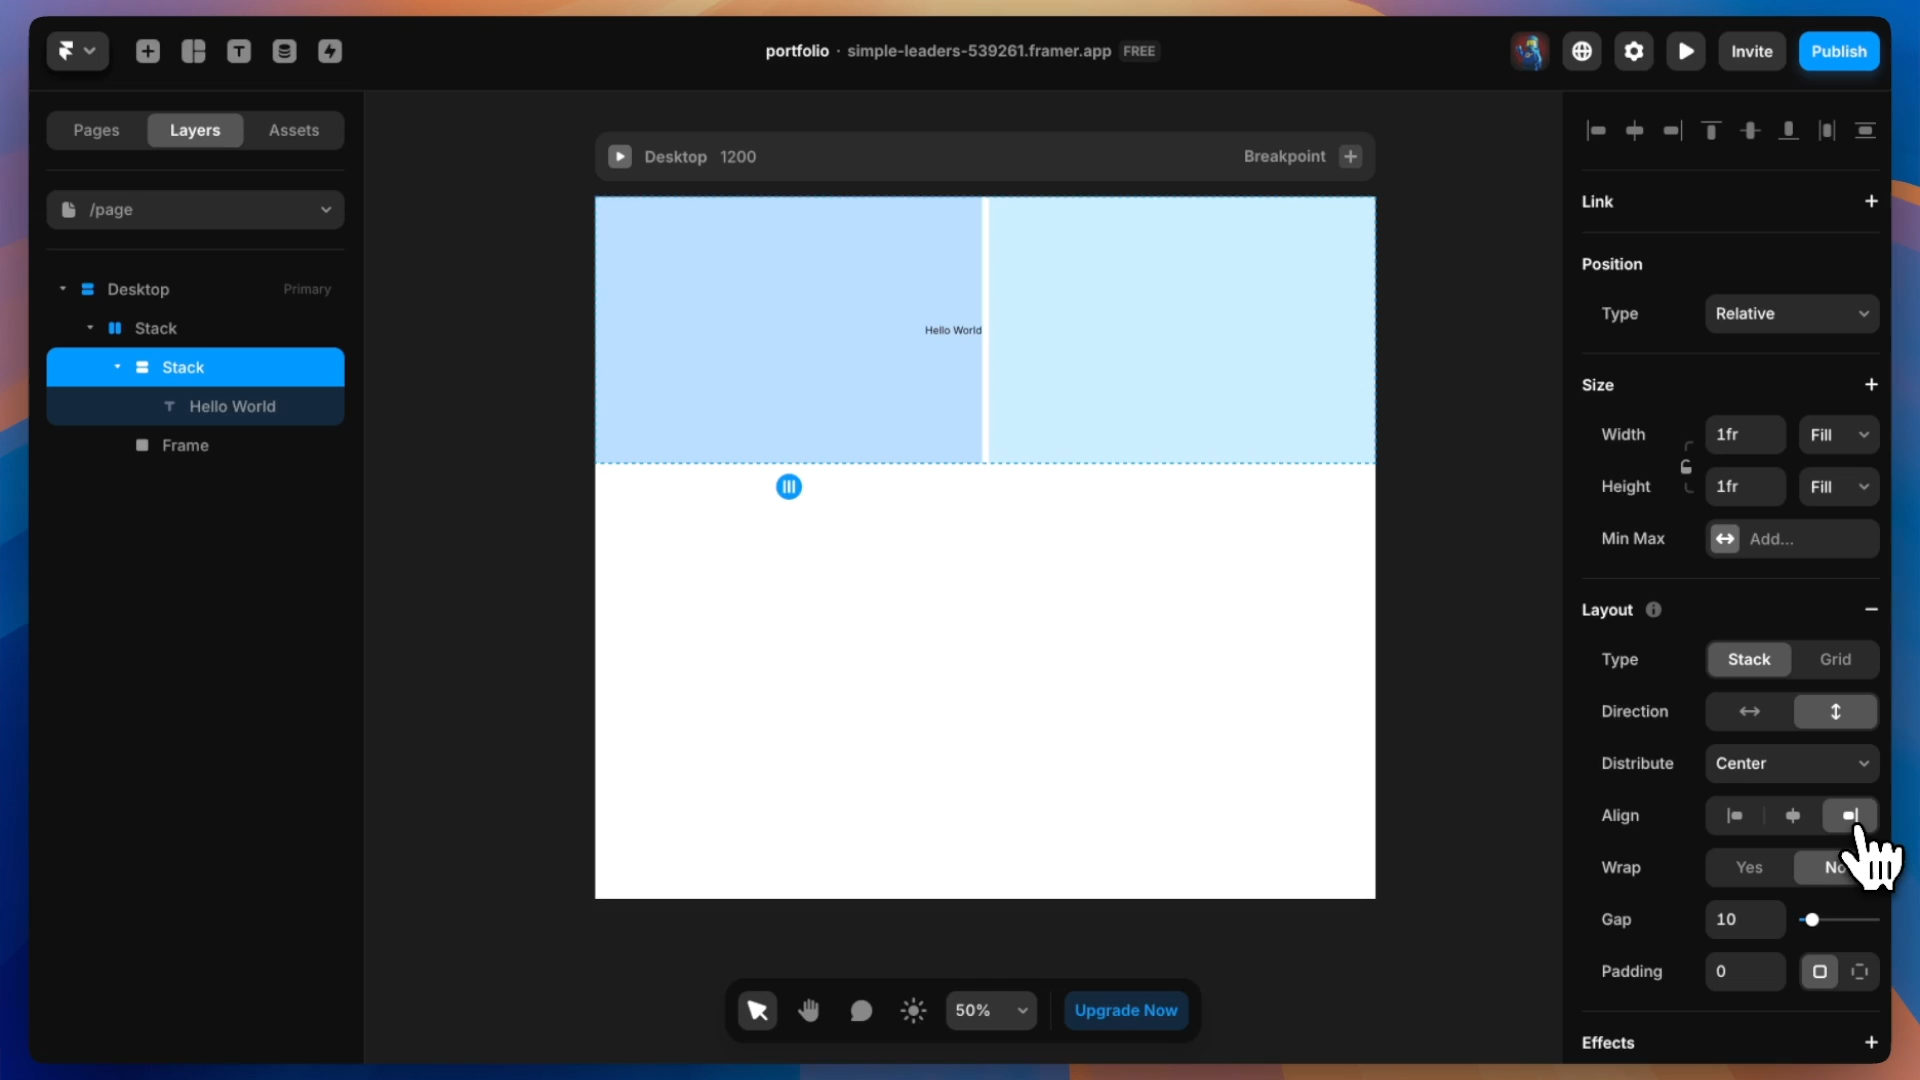 portfolio · simple-leaders-539261.framer.app FREE
Invite
Publish
Pages
Layers
Assets
/page
Desktop
Primary
Stack
Stack
Hello World
Frame
Desktop 1200
Breakpoint
Hello World
50%
Upgrade Now
Link
Position
Type
Relative
Size
Width
1fr
Fill
Height
1fr
Fill
Min Max
Add...
Layout
Type
Stack
Grid
Direction
Distribute
Center
Align
Wrap
Yes
No
Gap
10
Padding
0
Effects